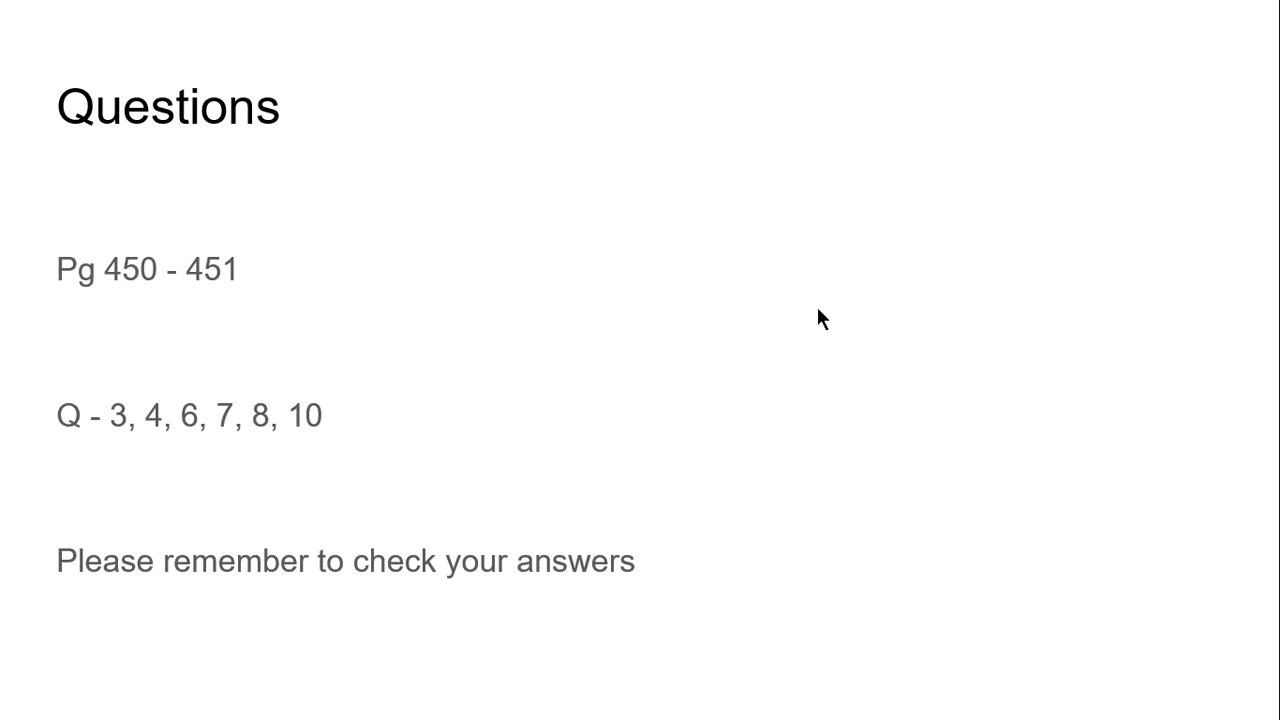 Questions
Pg 450 - 451
Q - 3, 4, 6, 7, 8, 10
Please remember to check your answers